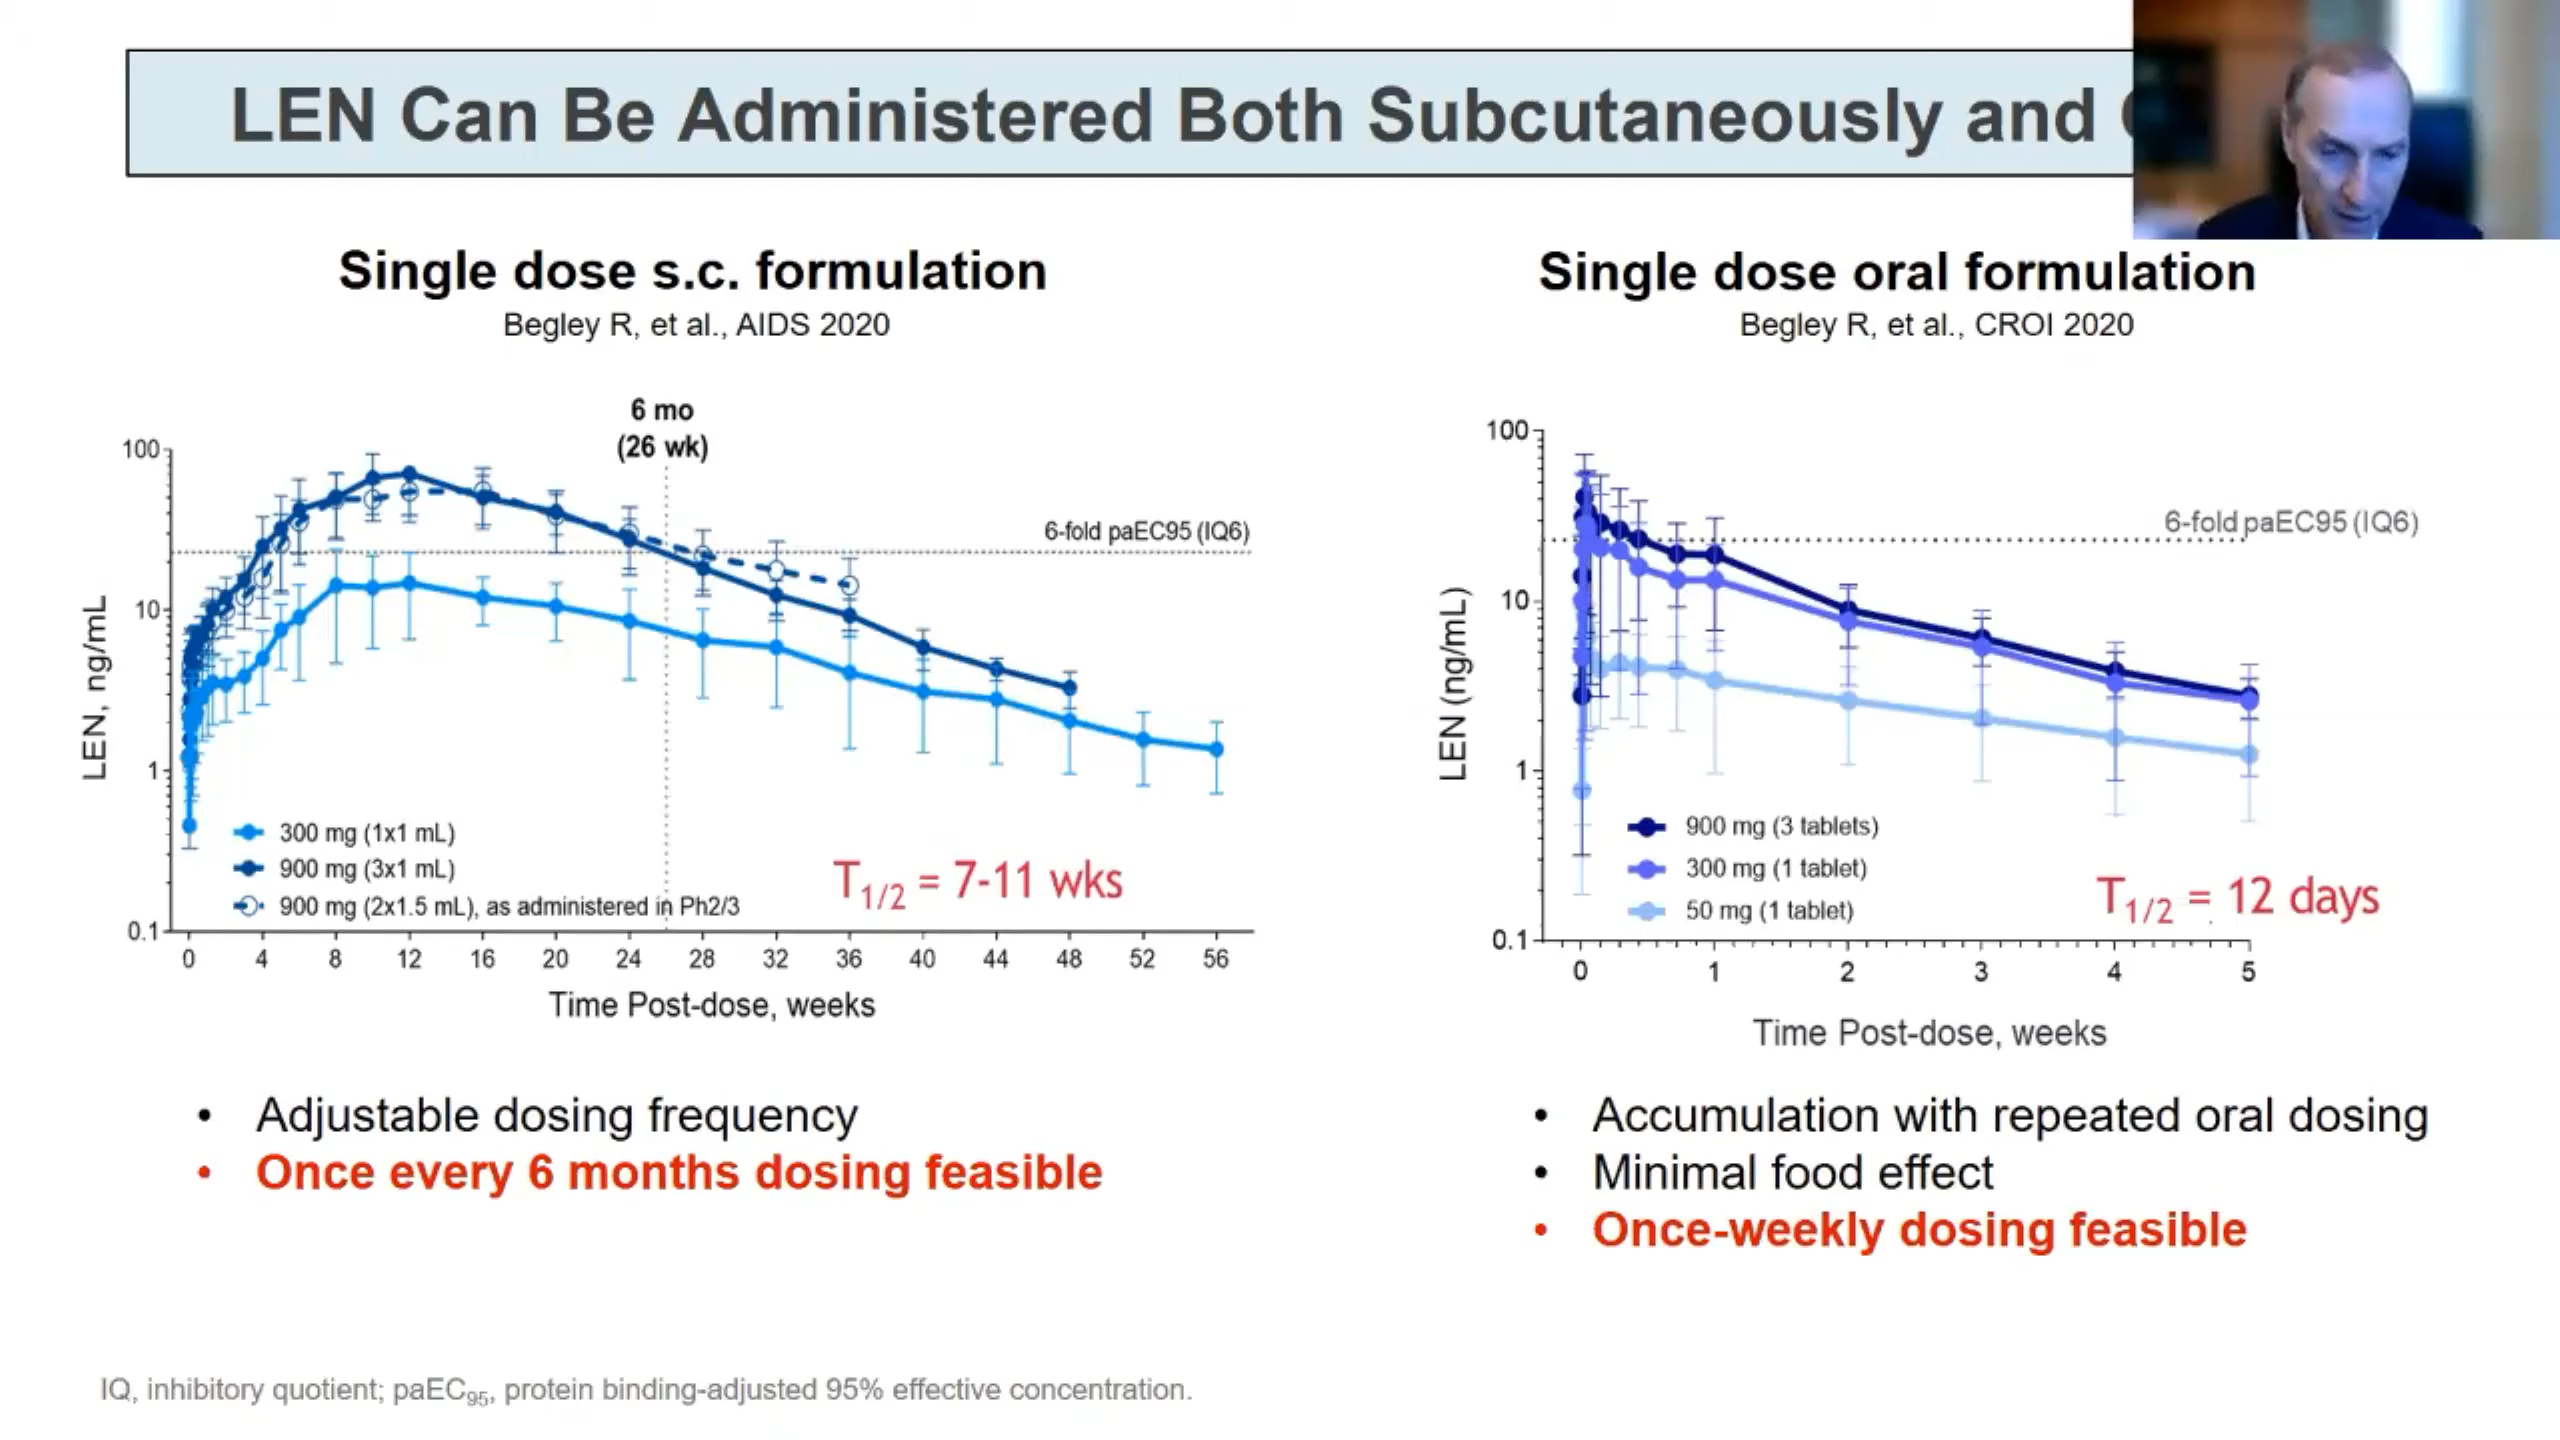 LEN Can Be Administered Both Subcutaneously and
Single dose s.c. formulation
Begley R, et al., AIDS 2020
6 mo
(26 wk)
100
10
1
0.1
LEN, ng/mL
6-fold paEC95 (IQ6)
300 mg (1x1 mL)
900 mg (3x1 mL)
900 mg (2x1.5 mL), as administered in Ph2/3
T1/2 = 7-11 wks
0 4 8 12 16 20 24 28 32 36 40 44 48 52 56
Time Post-dose, weeks
• Adjustable dosing frequency
• Once every 6 months dosing feasible
Single dose oral formulation
Begley R, et al., CROI 2020
100
10
1
0.1
LEN (ng/mL)
6-fold paEC95 (IQ6)
900 mg (3 tablets)
300 mg (1 tablet)
50 mg (1 tablet)
T1/2 = 12 days
0 1 2 3 4 5
Time Post-dose, weeks
• Accumulation with repeated oral dosing
• Minimal food effect
• Once-weekly dosing feasible
IQ, inhibitory quotient; paEC95, protein binding-adjusted 95% effective concentration.